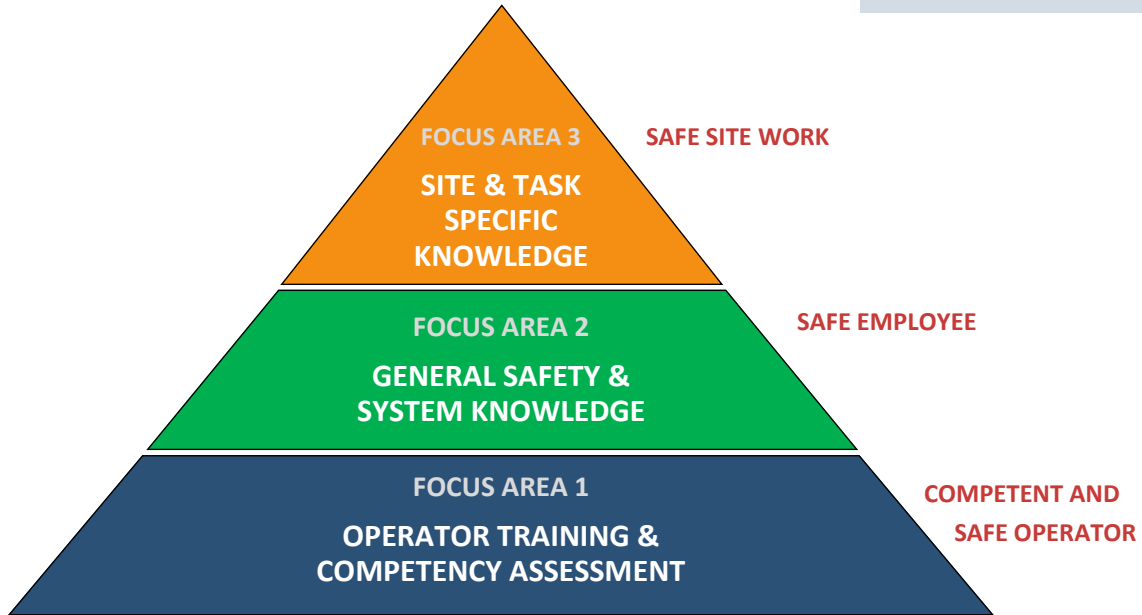 FOCUS AREA 3
SAFE SITE WORK
SITE & TASK
SPECIFIC
KNOWLEDGE
FOCUS AREA 2
SAFE EMPLOYEE
GENERAL SAFETY &
SYSTEM KNOWLEDGE
FOCUS AREA 1
COMPETENT AND
SAFE OPERATOR
OPERATOR TRAINING &
COMPETENCY ASSESSMENT